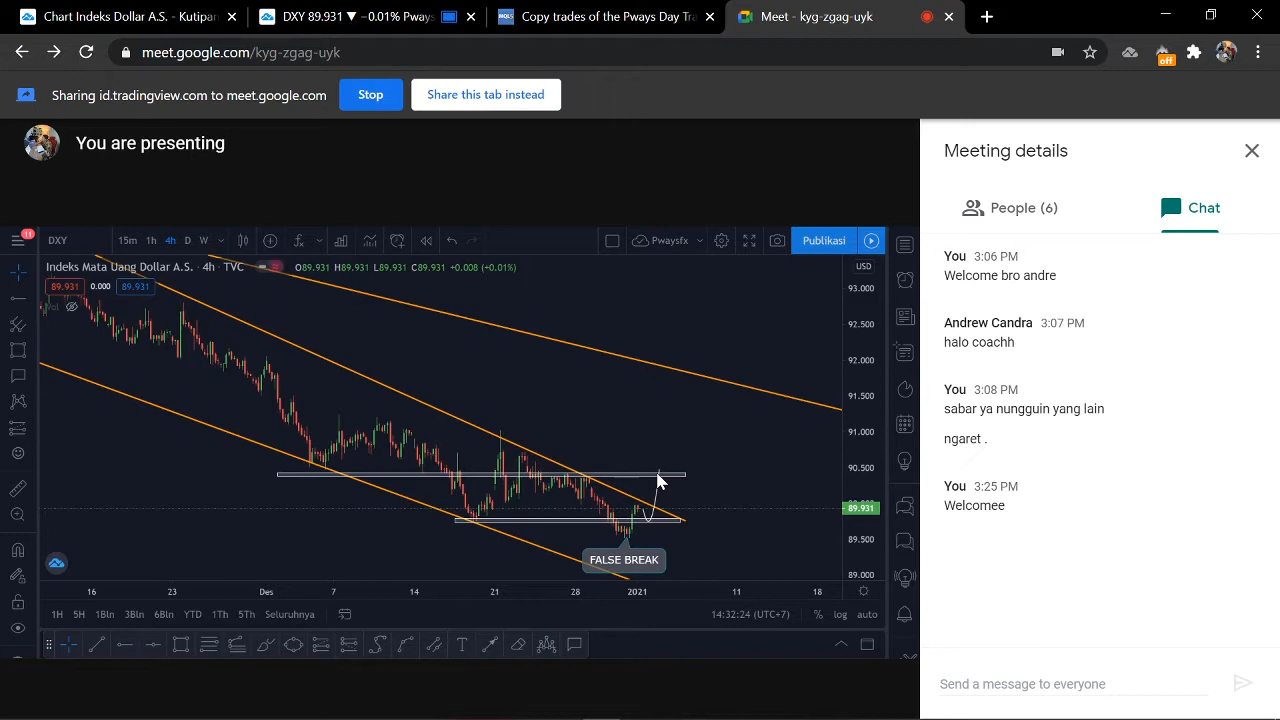 Chart Indeks Dollar A.S. - Kutipan
DXY 89.931 ▼ −0.01% Pways
Copy trades of the Pways Day Tra
Meet - kyg-zgag-uyk
meet.google.com/kyg-zgag-uyk
off
Sharing id.tradingview.com to meet.google.com
Stop
Share this tab instead
You are presenting
11
DXY
15m 1h 4h D W
Pwaysfx
Publikasi
Indeks Mata Uang Dollar A.S. · 4h · TVC
O89.931 H89.931 L89.931 C89.931 +0.008 (+0.01%)
USD
89.931 0.000 89.931
Vol
93.000
92.500
92.000
91.500
91.000
90.500
89.931
89.500
89.000
FALSE BREAK
16 23 Des 7 14 21 28 2021 11 18
1H 5H 1Bln 3Bln 6Bln YTD 1Th 5Th Seluruhnya
14:32:24 (UTC+7) % log auto
Meeting details
People (6)
Chat
You 3:06 PM
Welcome bro andre
Andrew Candra 3:07 PM
halo coachh
You 3:08 PM
sabar ya nungguin yang lain
ngaret .
You 3:25 PM
Welcomee
Send a message to everyone